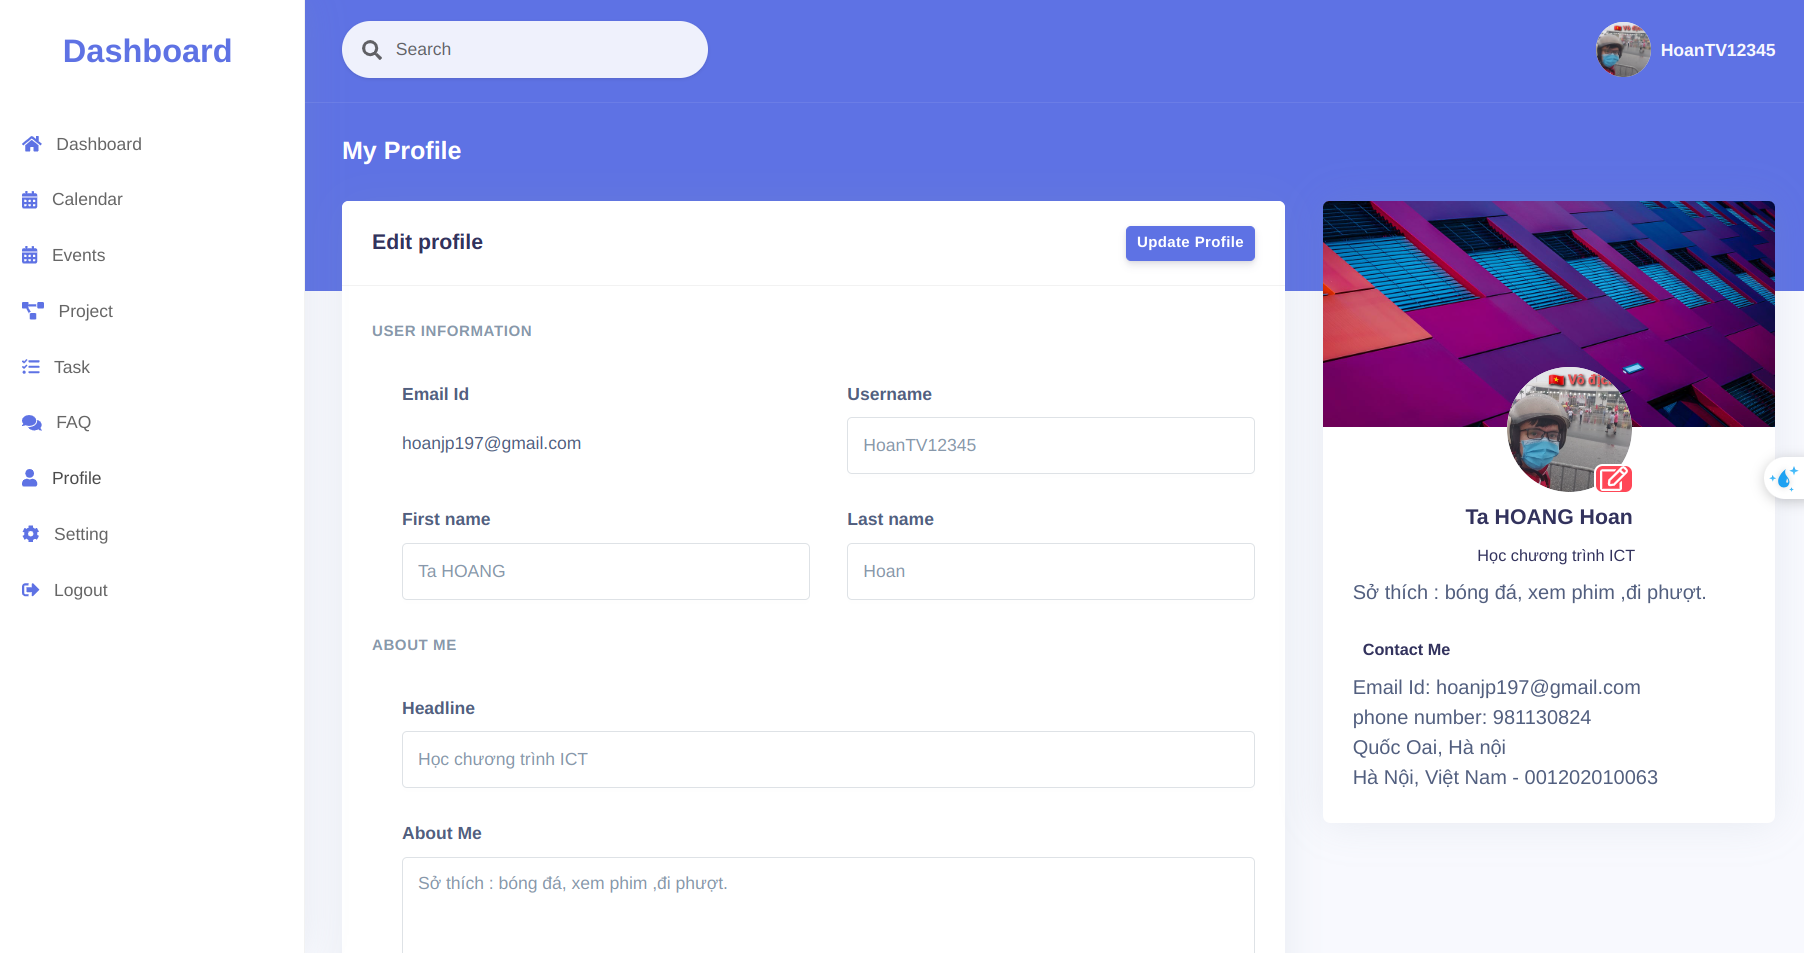 Dashboard
Search
HoanTV12345
Dashboard
Calendar
Events
Project
Task
FAQ
Profile
Setting
Logout
My Profile
Edit profile
Update Profile
USER INFORMATION
Email Id
hoanjp197@gmail.com
Username
HoanTV12345
First name
Ta HOANG
Last name
Hoan
ABOUT ME
Headline
Học chương trình ICT
About Me
Sở thích : bóng đá, xem phim ,đi phượt.
Ta HOANG Hoan
Học chương trình ICT
Sở thích : bóng đá, xem phim ,đi phượt.
Contact Me
Email Id: hoanjp197@gmail.com
phone number: 981130824
Quốc Oai, Hà nội
Hà Nội, Việt Nam - 001202010063